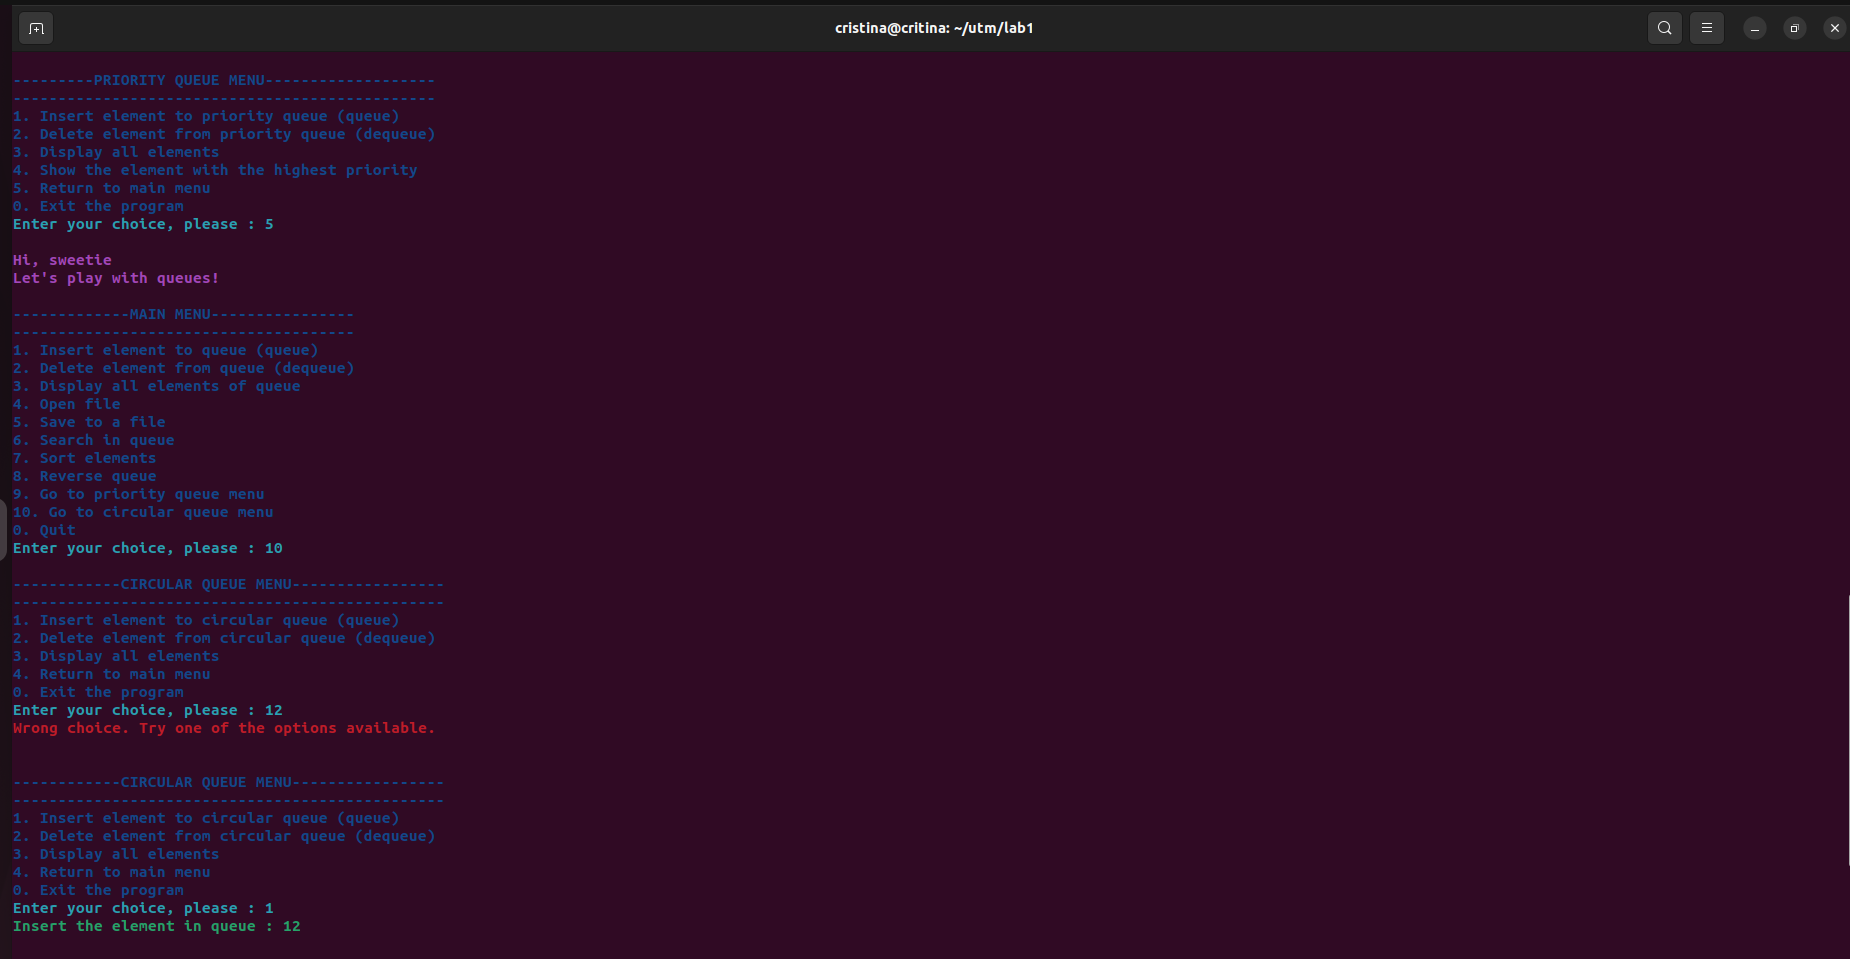 cristina@critina: ~/utm/lab1
---------PRIORITY QUEUE MENU-------------------
-----------------------------------------------
1. Insert element to priority queue (queue)
2. Delete element from priority queue (dequeue)
3. Display all elements
4. Show the element with the highest priority
5. Return to main menu
0. Exit the program
Enter your choice, please : 5
Hi, sweetie
Let's play with queues!
-------------MAIN MENU----------------
--------------------------------------
1. Insert element to queue (queue)
2. Delete element from queue (dequeue)
3. Display all elements of queue
4. Open file
5. Save to a file
6. Search in queue
7. Sort elements
8. Reverse queue
9. Go to priority queue menu
10. Go to circular queue menu
0. Quit
Enter your choice, please : 10
------------CIRCULAR QUEUE MENU-----------------
------------------------------------------------
1. Insert element to circular queue (queue)
2. Delete element from circular queue (dequeue)
3. Display all elements
4. Return to main menu
0. Exit the program
Enter your choice, please : 12
Wrong choice. Try one of the options available.
------------CIRCULAR QUEUE MENU-----------------
------------------------------------------------
1. Insert element to circular queue (queue)
2. Delete element from circular queue (dequeue)
3. Display all elements
4. Return to main menu
0. Exit the program
Enter your choice, please : 1
Insert the element in queue : 12